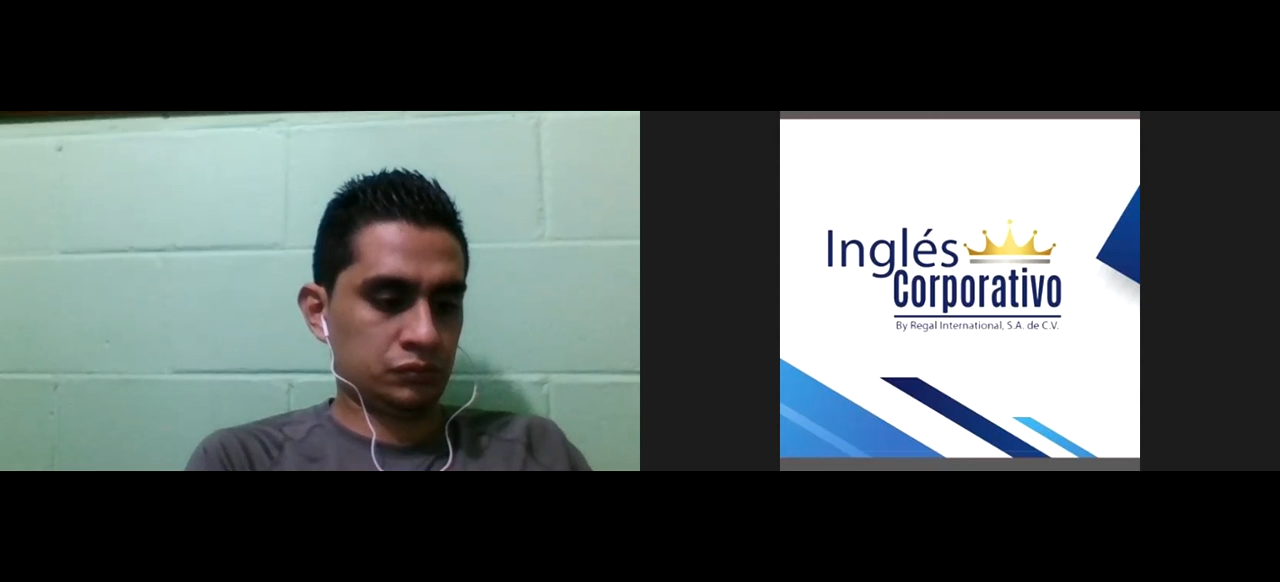 Inglés
Corporativo
By Regal International, S.A. de C.V.